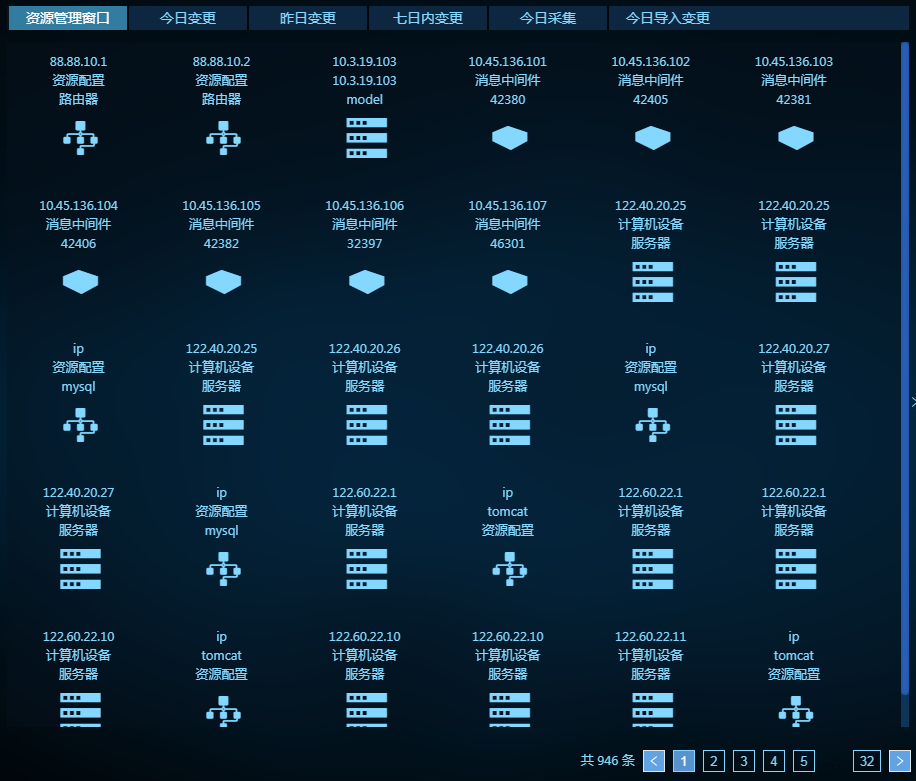 资源管理窗口 今日变更 昨日变更 七日内变更 今日采集 今日导入变更
88.88.10.1 88.88.10.2 10.3.19.103 10.45.136.101 10.45.136.102 10.45.136.103
资源配置 资源配置 10.3.19.103 消息中间件 消息中间件 消息中间件
路由器 路由器 model 42380 42405 42381
10.45.136.104 10.45.136.105 10.45.136.106 10.45.136.107 122.40.20.25 122.40.20.25
消息中间件 消息中间件 消息中间件 消息中间件 计算机设备 计算机设备
42406 42382 32397 46301 服务器 服务器
ip 122.40.20.25 122.40.20.26 122.40.20.26 ip 122.40.20.27
资源配置 计算机设备 计算机设备 计算机设备 资源配置 计算机设备
mysql 服务器 服务器 服务器 mysql 服务器
122.40.20.27 ip 122.60.22.1 ip 122.60.22.1 122.60.22.1
计算机设备 资源配置 计算机设备 tomcat 计算机设备 计算机设备
服务器 mysql 服务器 资源配置 服务器 服务器
122.60.22.10 ip 122.60.22.10 122.60.22.10 122.60.22.11 ip
计算机设备 tomcat 计算机设备 计算机设备 计算机设备 tomcat
服务器 资源配置 服务器 服务器 服务器 资源配置
共 946 条 < 1 2 3 4 5 32 >